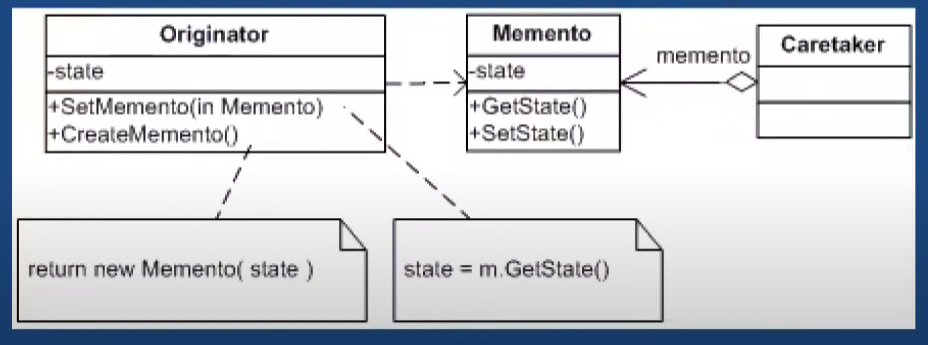 Originator
-state
+SetMemento(in Memento)
+CreateMemento()
Memento
-state
+GetState()
+SetState()
memento
Caretaker
return new Memento( state )
state = m.GetState()